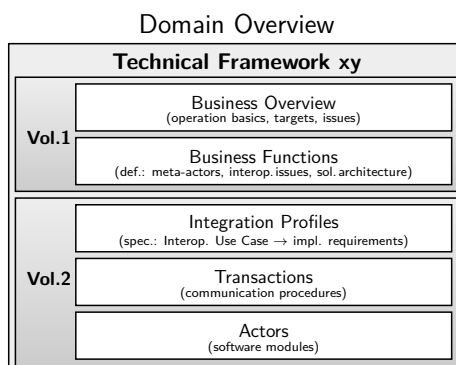 Domain Overview
Technical Framework xy
Vol.1
Business Overview
(operation basics, targets, issues)
Business Functions
(def.: meta-actors, interop. issues, sol. architecture)
Vol.2
Integration Profiles
(spec.: Interop. Use Case → impl. requirements)
Transactions
(communication procedures)
Actors
(software modules)